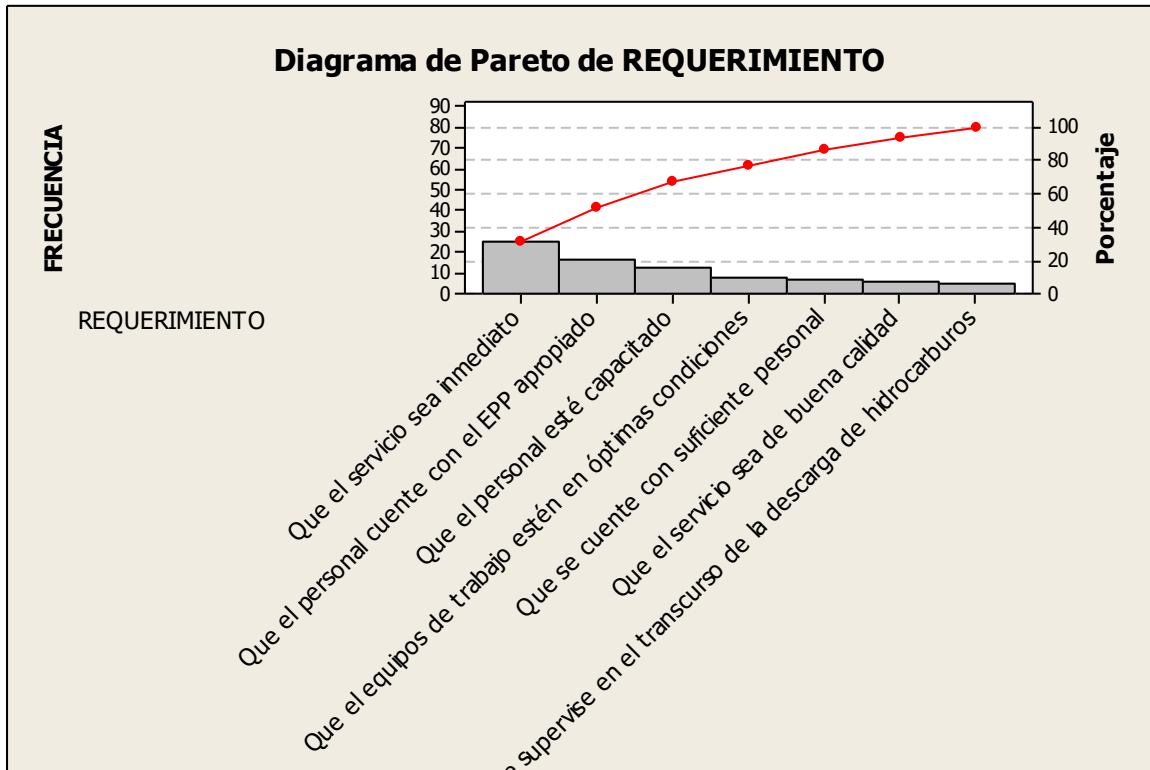 Diagrama de Pareto de REQUERIMIENTO
FRECUENCIA
90
80
70
60
50
40
30
20
10
0
100
80
60
40
20
0
Porcentaje
REQUERIMIENTO
Que el servicio sea inmediato
Que el personal cuente con el EPP apropiado
Que el personal esté capacitado
Que el equipos de trabajo estén en óptimas condiciones
Que se cuente con suficiente personal
Que el servicio sea de buena calidad
supervise en el transcurso de la descarga de hidrocarburos